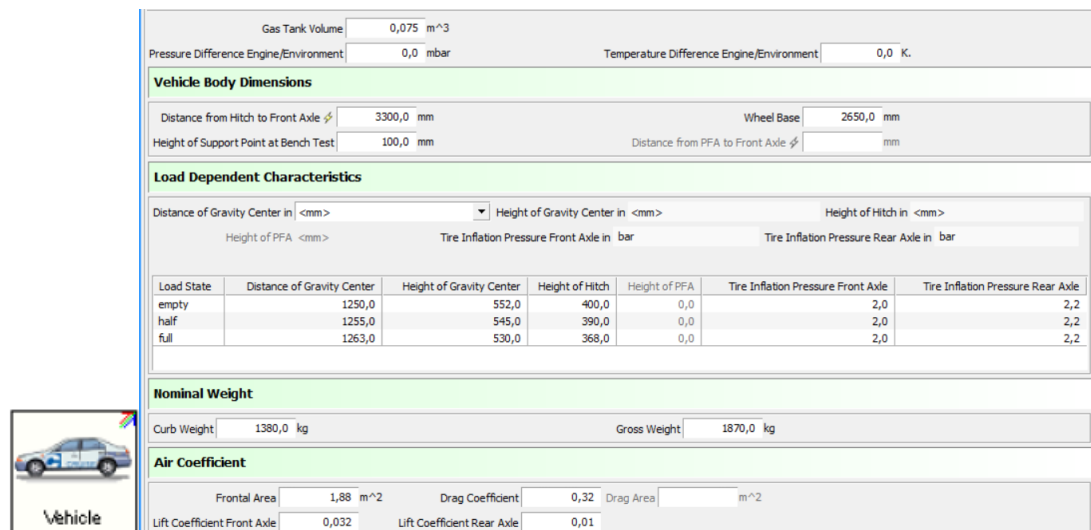 Gas Tank Volume 0,075 m^3
Pressure Difference Engine/Environment 0,0 mbar Temperature Difference Engine/Environment 0,0 K.
Vehicle Body Dimensions
Distance from Hitch to Front Axle 3300,0 mm Wheel Base 2650,0 mm
Height of Support Point at Bench Test 100,0 mm Distance from PFA to Front Axle mm
Load Dependent Characteristics
Distance of Gravity Center in <mm> Height of Gravity Center in <mm> Height of Hitch in <mm>
Height of PFA <mm> Tire Inflation Pressure Front Axle in bar Tire Inflation Pressure Rear Axle in bar
Load State Distance of Gravity Center Height of Gravity Center Height of Hitch Height of PFA Tire Inflation Pressure Front Axle Tire Inflation Pressure Rear Axle
empty 1250,0 552,0 400,0 0,0 2,0 2,2
half 1255,0 545,0 390,0 0,0 2,0 2,2
full 1263,0 530,0 368,0 0,0 2,0 2,2
Nominal Weight
Curb Weight 1380,0 kg Gross Weight 1870,0 kg
Air Coefficient
Frontal Area 1,88 m^2 Drag Coefficient 0,32 Drag Area m^2
Lift Coefficient Front Axle 0,032 Lift Coefficient Rear Axle 0,01
Vehicle